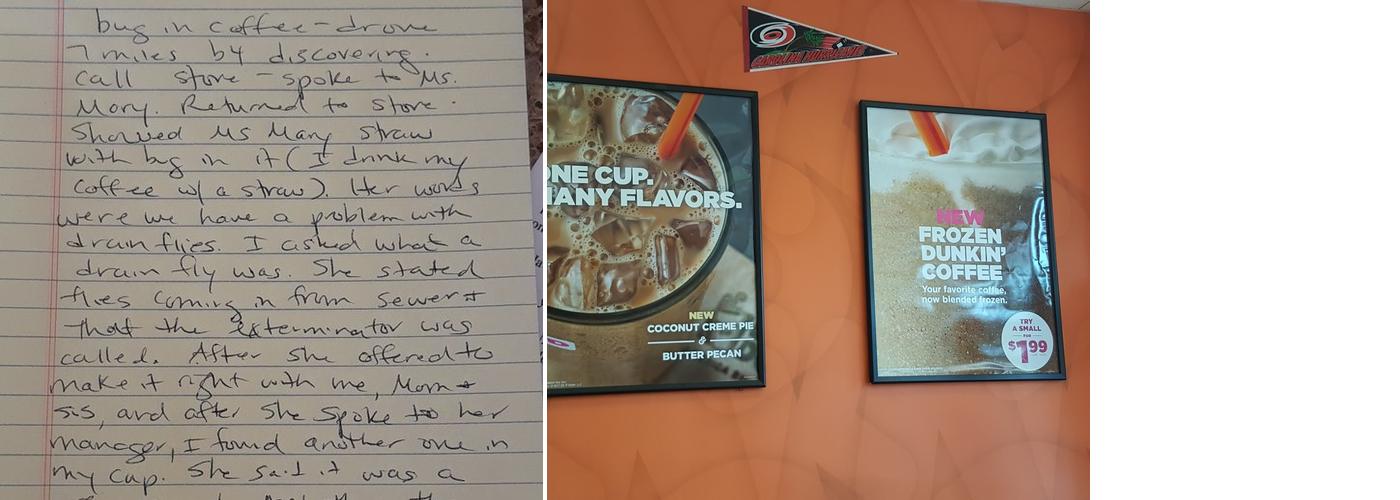 bug in coffee - drove
7 miles by discovering.
call store - spoke to Ms.
Mary. Returned to store.
Showed Ms Mary straw
with bug in it (I drink my
coffee w/ a straw). Her words
were we have a problem with
drain flies. I asked what a
drain fly was. She stated
flies coming in from sewer +
that the exterminator was
called. After she offered to
make it right with me, Mom +
sis, and after she spoke to her
manager, I found another one in
my cup. She said it was a
CAROLINA HURRICANES
ONE CUP.
MANY FLAVORS.
NEW
COCONUT CREME PIE
&
BUTTER PECAN
NEW
FROZEN
DUNKIN'
COFFEE
Your favorite coffee,
now blended frozen.
TRY
A SMALL
FOR
$1.99